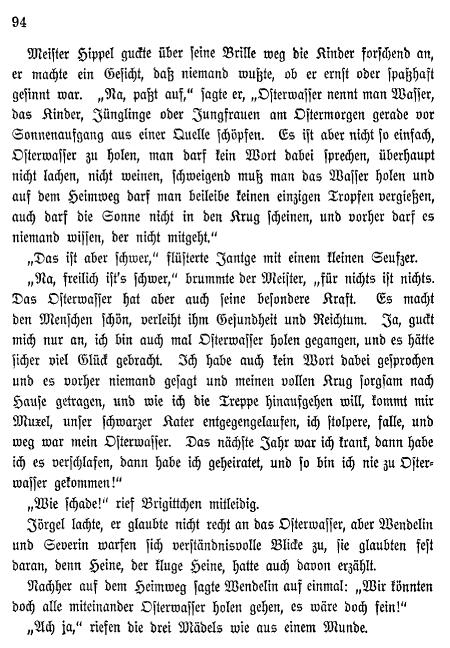 94
Meister Hippel guckte über seine Brille weg die Kinder forschend an,
er machte ein Gesicht, daß niemand wußte, ob er ernst oder spaßhaft
gesinnt war. „Na, paßt auf,“ sagte er, „Osterwasser nennt man Wasser,
das Kinder, Jünglinge oder Jungfrauen am Ostermorgen gerade vor
Sonnenaufgang aus einer Quelle schöpfen. Es ist aber nicht so einfach,
Osterwasser zu holen, man darf kein Wort dabei sprechen, überhaupt
nicht lachen, nicht weinen, schweigend muß man das Wasser holen und
auf dem Heimweg darf man beileibe keinen einzigen Tropfen vergießen,
auch darf die Sonne nicht in den Krug scheinen, und vorher darf es
niemand wissen, der nicht mitgeht.“
„Das ist aber schwer,“ flüsterte Jantge mit einem kleinen Seufzer.
„Na, freilich ist's schwer,“ brummte der Meister, „für nichts ist nichts.
Das Osterwasser hat aber auch seine besondere Kraft. Es macht
den Menschen schön, verleiht ihm Gesundheit und Reichtum. Ja, guckt
mich nur an, ich bin auch mal Osterwasser holen gegangen, und es hätte
sicher viel Glück gebracht. Ich habe auch kein Wort dabei gesprochen
und es vorher niemand gesagt und meinen vollen Krug sorgsam nach
Hause getragen, und wie ich die Treppe hinaufgehen will, kommt mir
Muxel, unser schwarzer Kater entgegengelaufen, ich stolpere, falle, und
weg war mein Osterwasser. Das nächste Jahr war ich krank, dann habe
ich es verschlafen, dann habe ich geheiratet, und so bin ich nie zu Oster-
wasser gekommen!“
„Wie schade!“ rief Brigittchen mitleidig.
Jörgel lachte, er glaubte nicht recht an das Osterwasser, aber Wendelin
und Severin warfen sich verständnisvolle Blicke zu, sie glaubten fest
daran, denn Heine, der kluge Heine, hatte auch davon erzählt.
Nachher auf dem Heimweg sagte Wendelin auf einmal: „Wir könnten
doch alle miteinander Osterwasser holen gehen, es wäre doch fein!“
„Ach ja,“ riefen die drei Mädels wie aus einem Munde.